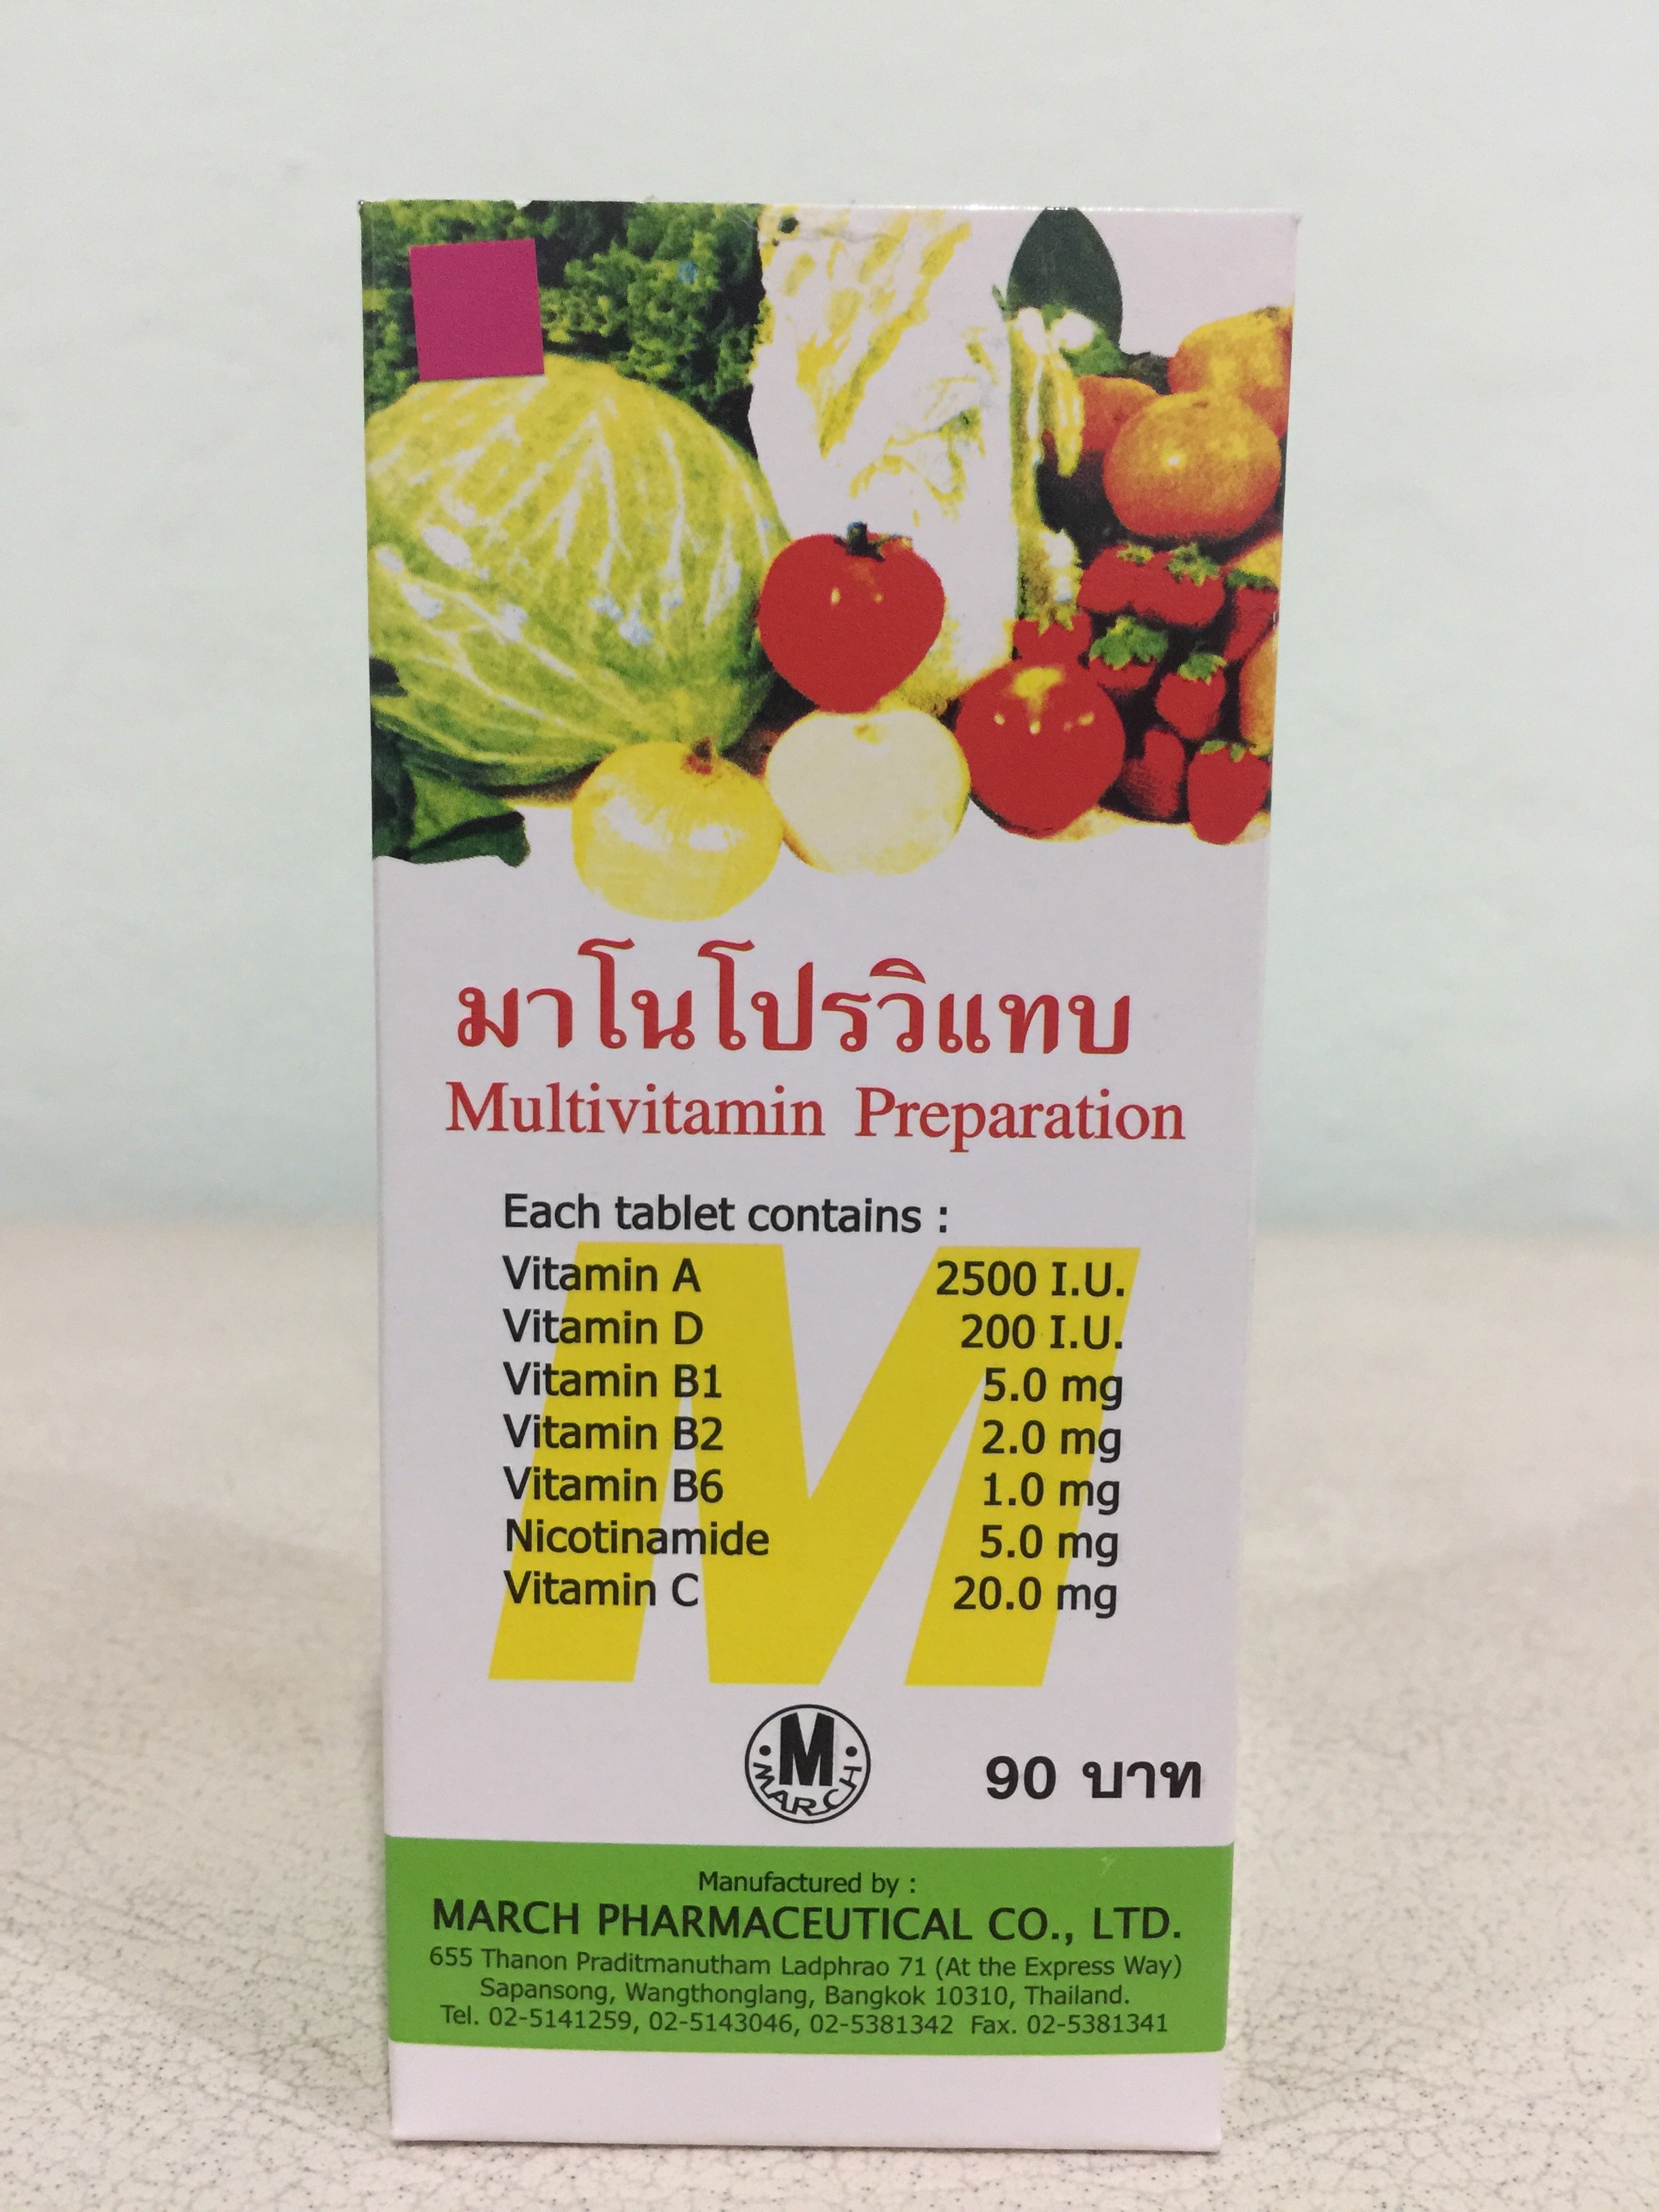 มาโนโปรวิแทบ
Multivitamin Preparation
Each tablet contains :
Vitamin A 2500 I.U.
Vitamin D 200 I.U.
Vitamin B1 5.0 mg
Vitamin B2 2.0 mg
Vitamin B6 1.0 mg
Nicotinamide 5.0 mg
Vitamin C 20.0 mg
M
MARCH
90 บาท
Manufactured by :
MARCH PHARMACEUTICAL CO., LTD.
655 Thanon Praditmanutham Ladphrao 71 (At the Express Way)
Sapansong, Wangthonglang, Bangkok 10310, Thailand.
Tel. 02-5141259, 02-5143046, 02-5381342 Fax. 02-5381341